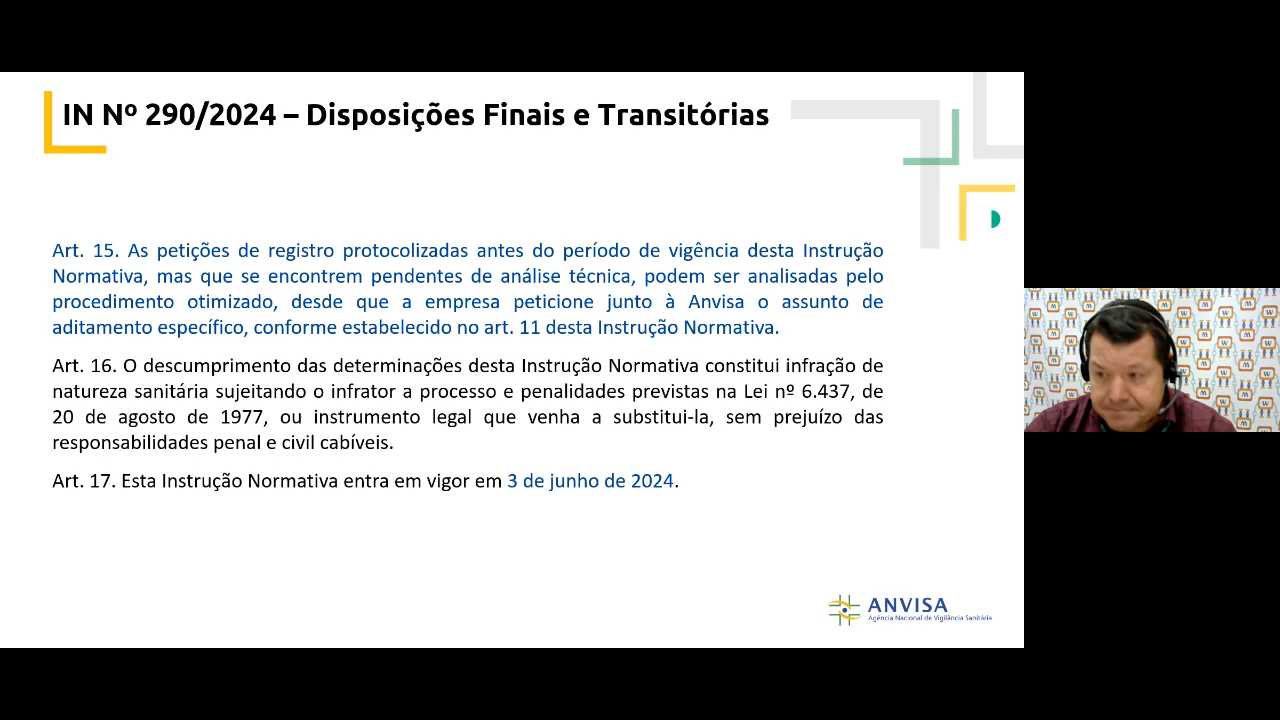 IN Nº 290/2024 – Disposições Finais e Transitórias
Art. 15. As petições de registro protocolizadas antes do período de vigência desta Instrução
Normativa, mas que se encontrem pendentes de análise técnica, podem ser analisadas pelo
procedimento otimizado, desde que a empresa peticione junto à Anvisa o assunto de
aditamento específico, conforme estabelecido no art. 11 desta Instrução Normativa.
Art. 16. O descumprimento das determinações desta Instrução Normativa constitui infração de
natureza sanitária sujeitando o infrator a processo e penalidades previstas na Lei nº 6.437, de
20 de agosto de 1977, ou instrumento legal que venha a substitui-la, sem prejuízo das
responsabilidades penal e civil cabíveis.
Art. 17. Esta Instrução Normativa entra em vigor em 3 de junho de 2024.
ANVISA
Agência Nacional de Vigilância Sanitária